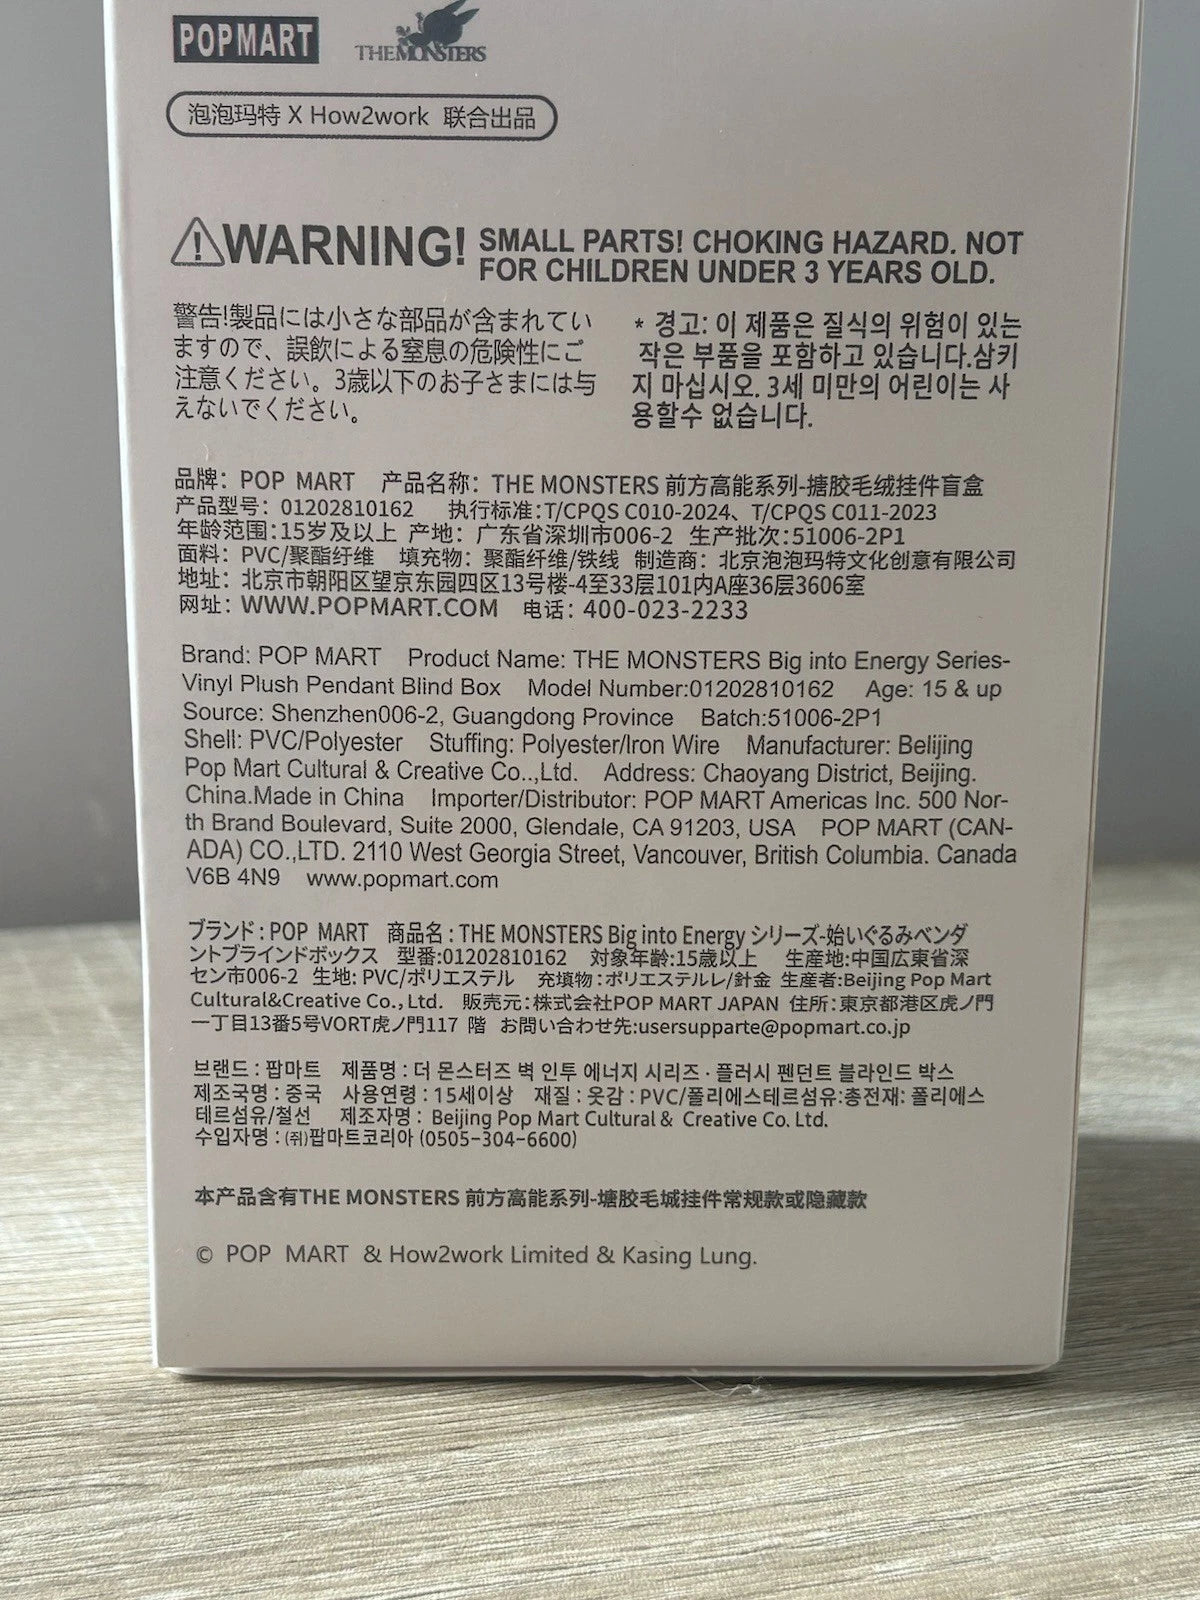 POP MART
THE MONSTERS
泡泡玛特 X How2work 联合出品
WARNING! SMALL PARTS! CHOKING HAZARD. NOT
FOR CHILDREN UNDER 3 YEARS OLD.
警告!製品には小さな部品が含まれてい
ますので、誤飲による窒息の危険性にご
注意ください。3歳以下のお子さまには与
えないでください。
* 경고: 이 제품은 질식의 위험이 있는
작은 부품을 포함하고 있습니다.삼키
지 마십시오. 3세 미만의 어린이는 사
용할수 없습니다.
品牌：POP MART 产品名称：THE MONSTERS 前方高能系列-搪胶毛绒挂件盲盒
产品型号：01202810162 执行标准:T/CPQS C010-2024、T/CPQS C011-2023
年龄范围:15岁及以上 产地：广东省深圳市006-2 生产批次:51006-2P1
面料：PVC/聚酯纤维 填充物：聚酯纤维/铁线 制造商：北京泡泡玛特文化创意有限公司
地址：北京市朝阳区望京东园四区13号楼-4至33层101内A座36层3606室
网址：WWW.POPMART.COM 电话：400-023-2233
Brand: POP MART Product Name: THE MONSTERS Big into Energy Series-
Vinyl Plush Pendant Blind Box Model Number:01202810162 Age: 15 & up
Source: Shenzhen006-2, Guangdong Province Batch:51006-2P1
Shell: PVC/Polyester Stuffing: Polyester/Iron Wire Manufacturer: Belijing
Pop Mart Cultural & Creative Co..,Ltd. Address: Chaoyang District, Beijing.
China.Made in China Importer/Distributor: POP MART Americas Inc. 500 Nor-
th Brand Boulevard, Suite 2000, Glendale, CA 91203, USA POP MART (CAN-
ADA) CO.,LTD. 2110 West Georgia Street, Vancouver, British Columbia. Canada
V6B 4N9 www.popmart.com
ブランド:POP MART 商品名:THE MONSTERS Big into Energy シリーズ-始いぐるみベンダ
ントブラインドボックス 型番:01202810162 対象年齢:15歳以上 生産地:中国広東省深
セン市006-2 生地: PVC/ポリエステル 充填物:ポリエステルレ/針金 生産者:Beijing Pop Mart
Cultural&Creative Co., Ltd. 販売元:株式会社POP MART JAPAN 住所:東京都港区虎ノ門
一丁目13番5号VORT虎ノ門117 階 お問い合わせ先:usersupparte@popmart.co.jp
브랜드 : 팝마트 제품명 : 더 몬스터즈 벽 인투 에너지 시리즈 · 플러시 펜던트 블라인드 박스
제조국명 : 중국 사용연령 : 15세이상 재질 : 옷감 : PVC/폴리에스테르섬유:총전재: 폴리에스
테르섬유/철선 제조자명 : Beijing Pop Mart Cultural & Creative Co. Ltd.
수입자명 : (쥐)팝마트코리아 (0505-304-6600)
本产品含有THE MONSTERS 前方高能系列-塘胶毛城挂件常规款或隐藏款
© POP MART & How2work Limited & Kasing Lung.